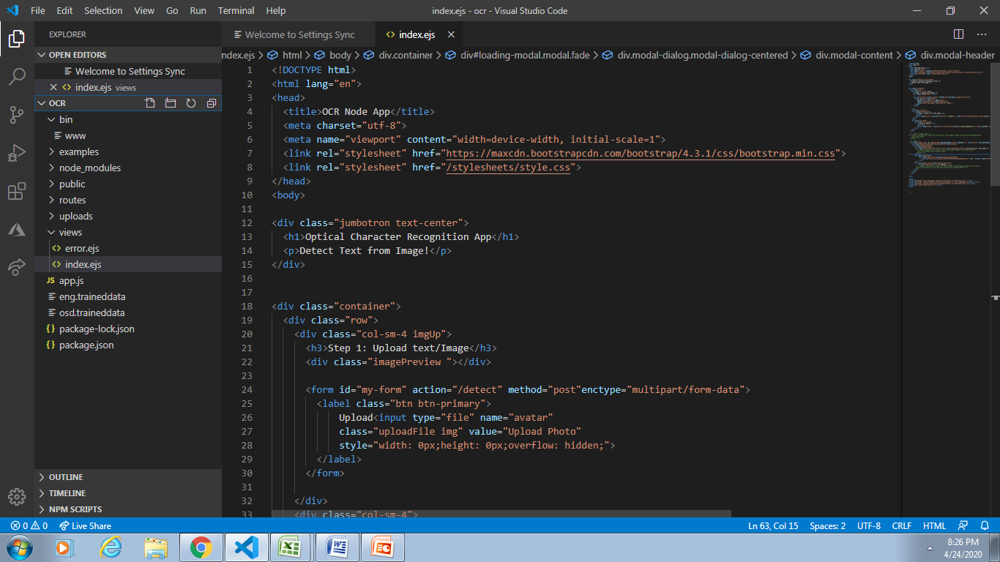 File Edit Selection View Go Run Terminal Help index.ejs - ocr - Visual Studio Code
EXPLORER
OPEN EDITORS
Welcome to Settings Sync
index.ejs views
OCR
bin
www
examples
node_modules
public
routes
uploads
views
error.ejs
index.ejs
JS app.js
eng.traineddata
osd.traineddata
{} package-lock.json
{} package.json
OUTLINE
TIMELINE
NPM SCRIPTS
Welcome to Settings Sync index.ejs
ndex.ejs > html > body > div.container > div#loading-modal.modal.fade > div.modal-dialog.modal-dialog-centered > div.modal-content > div.modal-header
1 <!DOCTYPE html>
2 <html lang="en">
3 <head>
4 <title>OCR Node App</title>
5 <meta charset="utf-8">
6 <meta name="viewport" content="width=device-width, initial-scale=1">
7 <link rel="stylesheet" href="https://maxcdn.bootstrapcdn.com/bootstrap/4.3.1/css/bootstrap.min.css">
8 <link rel="stylesheet" href="/stylesheets/style.css">
9 </head>
10 <body>
11
12 <div class="jumbotron text-center">
13 <h1>Optical Character Recognition App</h1>
14 <p>Detect Text from Image!</p>
15 </div>
16
17
18 <div class="container">
19 <div class="row">
20 <div class="col-sm-4 imgUp">
21 <h3>Step 1: Upload text/Image</h3>
22 <div class="imagePreview "></div>
23
24 <form id="my-form" action="/detect" method="post"enctype="multipart/form-data">
25 <label class="btn btn-primary">
26 Upload<input type="file" name="avatar"
27 class="uploadFile img" value="Upload Photo"
28 style="width: 0px;height: 0px;overflow: hidden;">
29 </label>
30 </form>
31
32 </div>
33 <div class="col-sm-4">
0 0 Live Share Ln 63, Col 15 Spaces: 2 UTF-8 CRLF HTML
8:26 PM
4/24/2020